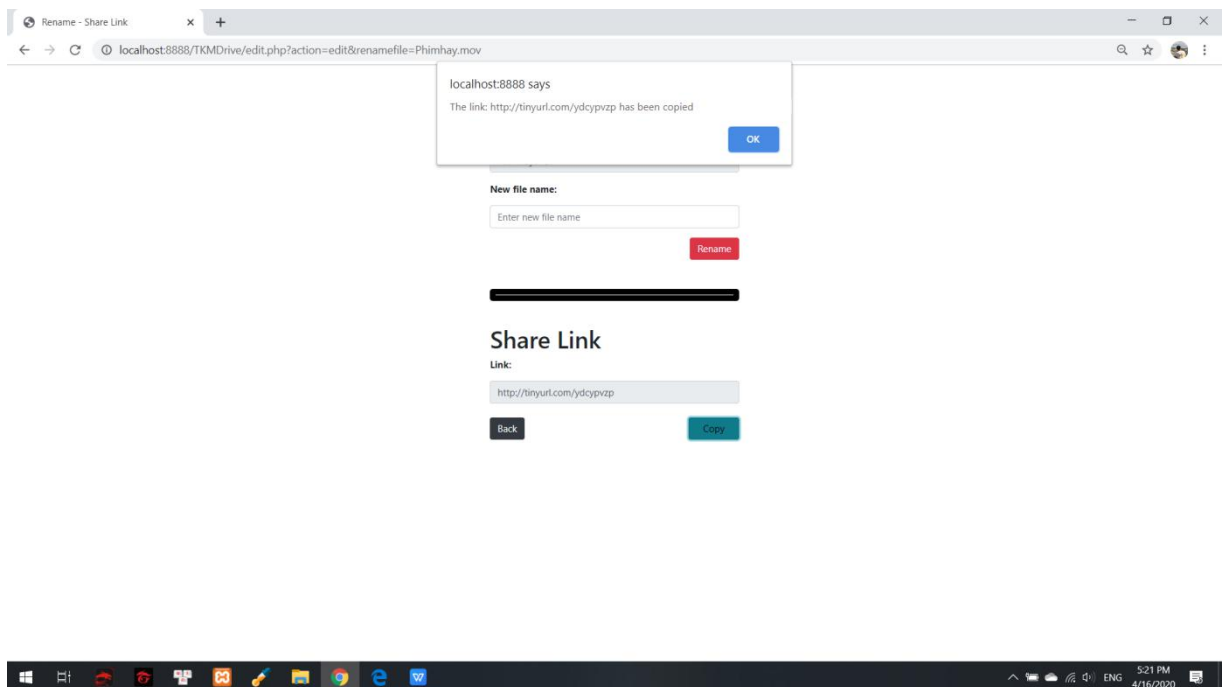 Rename - Share Link
localhost:8888/TKMDrive/edit.php?action=edit&renamefile=Phimhay.mov
localhost:8888 says
The link: http://tinyurl.com/ydcypvzp has been copied
OK
New file name:
Enter new file name
Rename
Share Link
Link:
http://tinyurl.com/ydcypvzp
Back
Copy
ENG
5:21 PM
4/16/2020